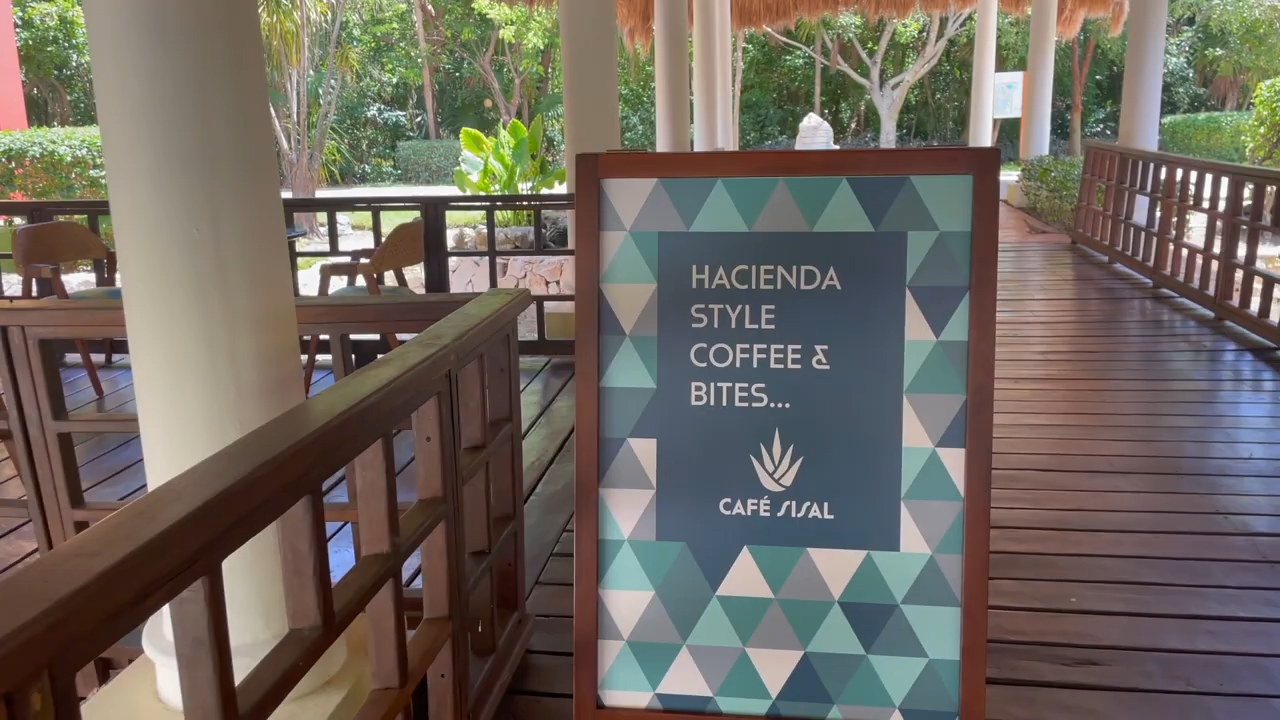 HACIENDA
STYLE
COFFEE &
BITES...
CAFÉ SISAL